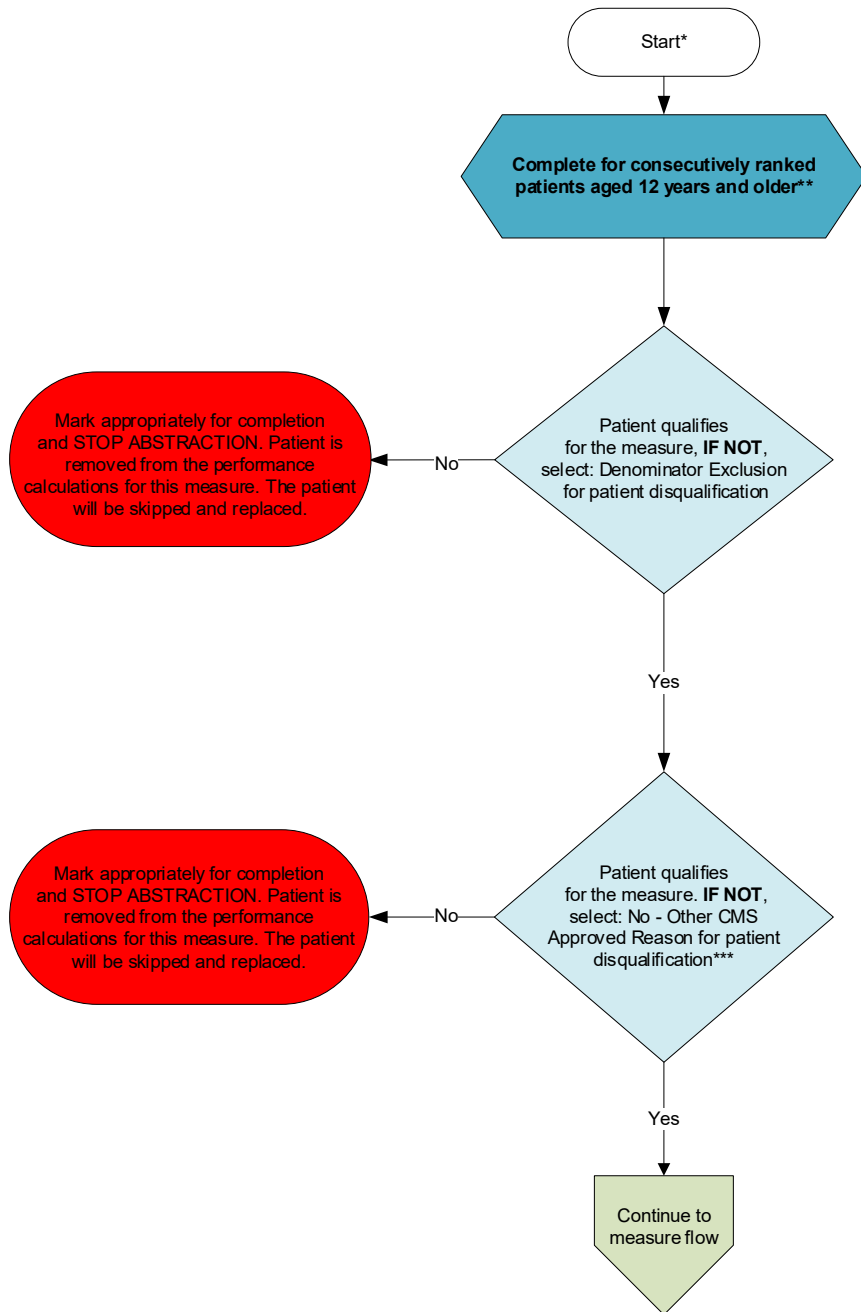 Start*
Complete for consecutively ranked
patients aged 12 years and older**
Patient qualifies
for the measure, IF NOT,
select: Denominator Exclusion
for patient disqualification
No
Mark appropriately for completion
and STOP ABSTRACTION. Patient is
removed from the performance
calculations for this measure. The patient
will be skipped and replaced.
Yes
Patient qualifies
for the measure. IF NOT,
select: No - Other CMS
Approved Reason for patient
disqualification***
No
Mark appropriately for completion
and STOP ABSTRACTION. Patient is
removed from the performance
calculations for this measure. The patient
will be skipped and replaced.
Yes
Continue to
measure flow